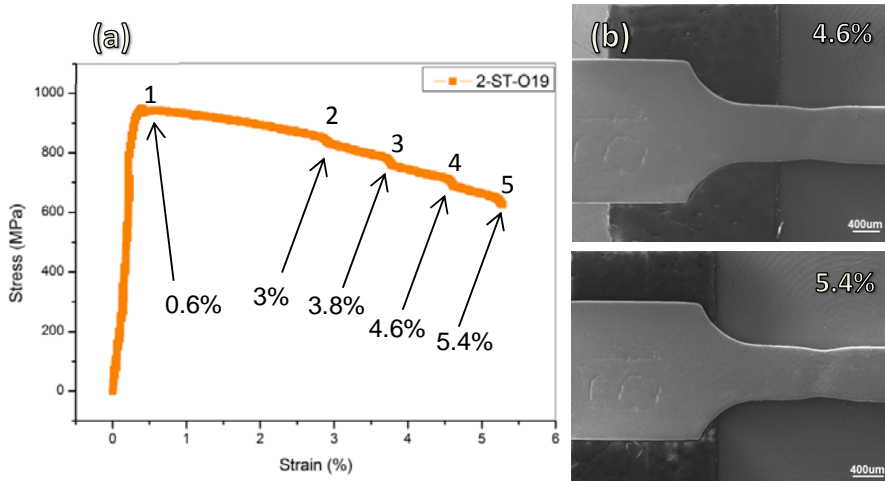 (a)
2-ST-O19
1000
800
600
400
200
0
Stress (MPa)
0 1 2 3 4 5 6
Strain (%)
1
2
3
4
5
0.6%
3%
3.8%
4.6%
5.4%
(b)
4.6%
400um
5.4%
400um